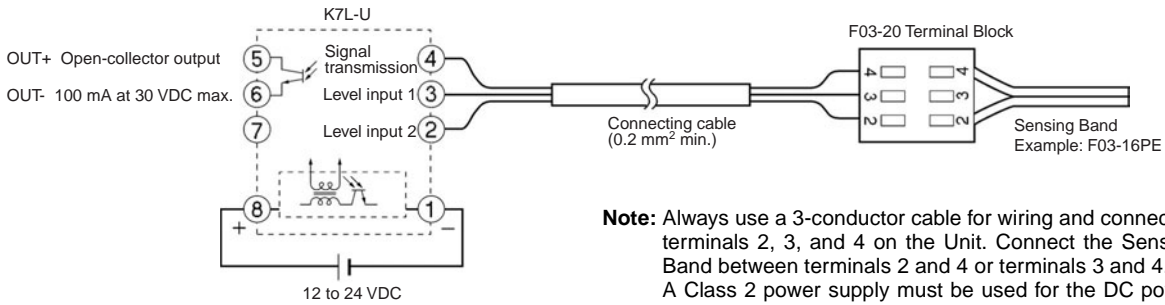 K7L-U
OUT+ Open-collector output
OUT- 100 mA at 30 VDC max.
5
6
7
8
Signal
transmission
Level input 1
Level input 2
4
3
2
1
+
−
12 to 24 VDC
Connecting cable
(0.2 mm² min.)
F03-20 Terminal Block
4
3
2
4
3
2
Sensing Band
Example: F03-16PE
Note: Always use a 3-conductor cable for wiring and connec
terminals 2, 3, and 4 on the Unit. Connect the Sens
Band between terminals 2 and 4 or terminals 3 and 4
A Class 2 power supply must be used for the DC po